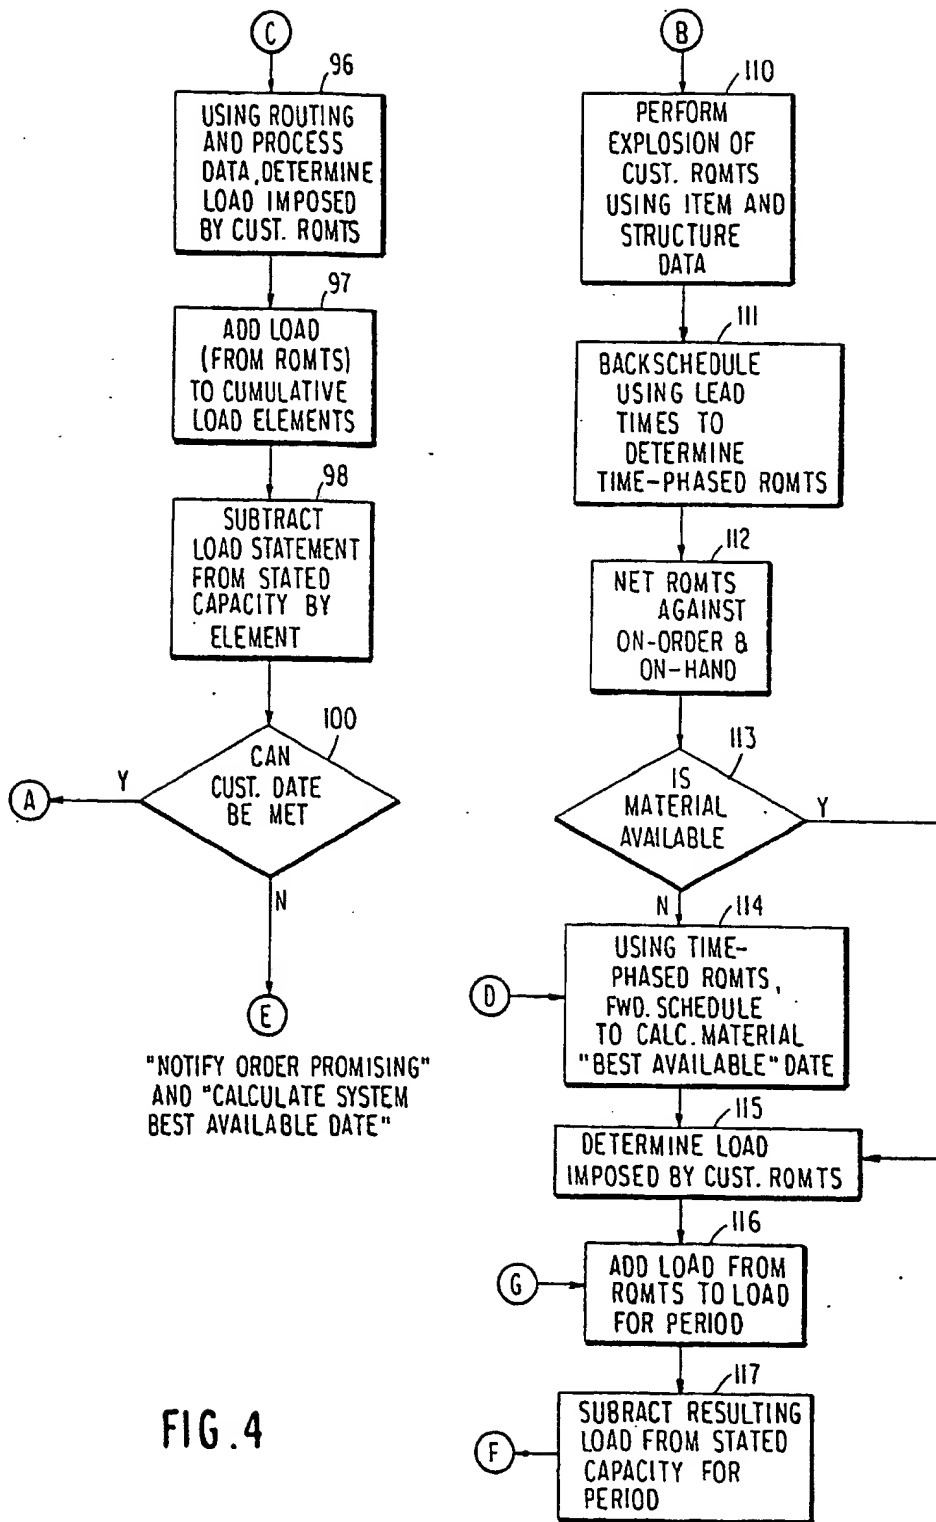 C
96
USING ROUTING
AND PROCESS
DATA, DETERMINE
LOAD IMPOSED
BY CUST. RQMTS
97
ADD LOAD
(FROM RQMTS)
TO CUMULATIVE
LOAD ELEMENTS
98
SUBTRACT
LOAD STATEMENT
FROM STATED
CAPACITY BY
ELEMENT
100
CAN
CUST. DATE
BE MET
Y
A
N
E
"NOTIFY ORDER PROMISING"
AND "CALCULATE SYSTEM
BEST AVAILABLE DATE"
B
110
PERFORM
EXPLOSION OF
CUST. RQMTS
USING ITEM AND
STRUCTURE
DATA
111
BACKSCHEDULE
USING LEAD
TIMES TO
DETERMINE
TIME-PHASED RQMTS
112
NET RQMTS
AGAINST
ON-ORDER &
ON-HAND
113
IS
MATERIAL
AVAILABLE
Y
N
114
USING TIME-
PHASED RQMTS,
FWD. SCHEDULE
TO CALC. MATERIAL
"BEST AVAILABLE" DATE
D
115
DETERMINE LOAD
IMPOSED BY CUST. RQMTS
116
ADD LOAD FROM
RQMTS TO LOAD
FOR PERIOD
G
117
SUBRACT RESULTING
LOAD FROM STATED
CAPACITY FOR
PERIOD
F
FIG.4